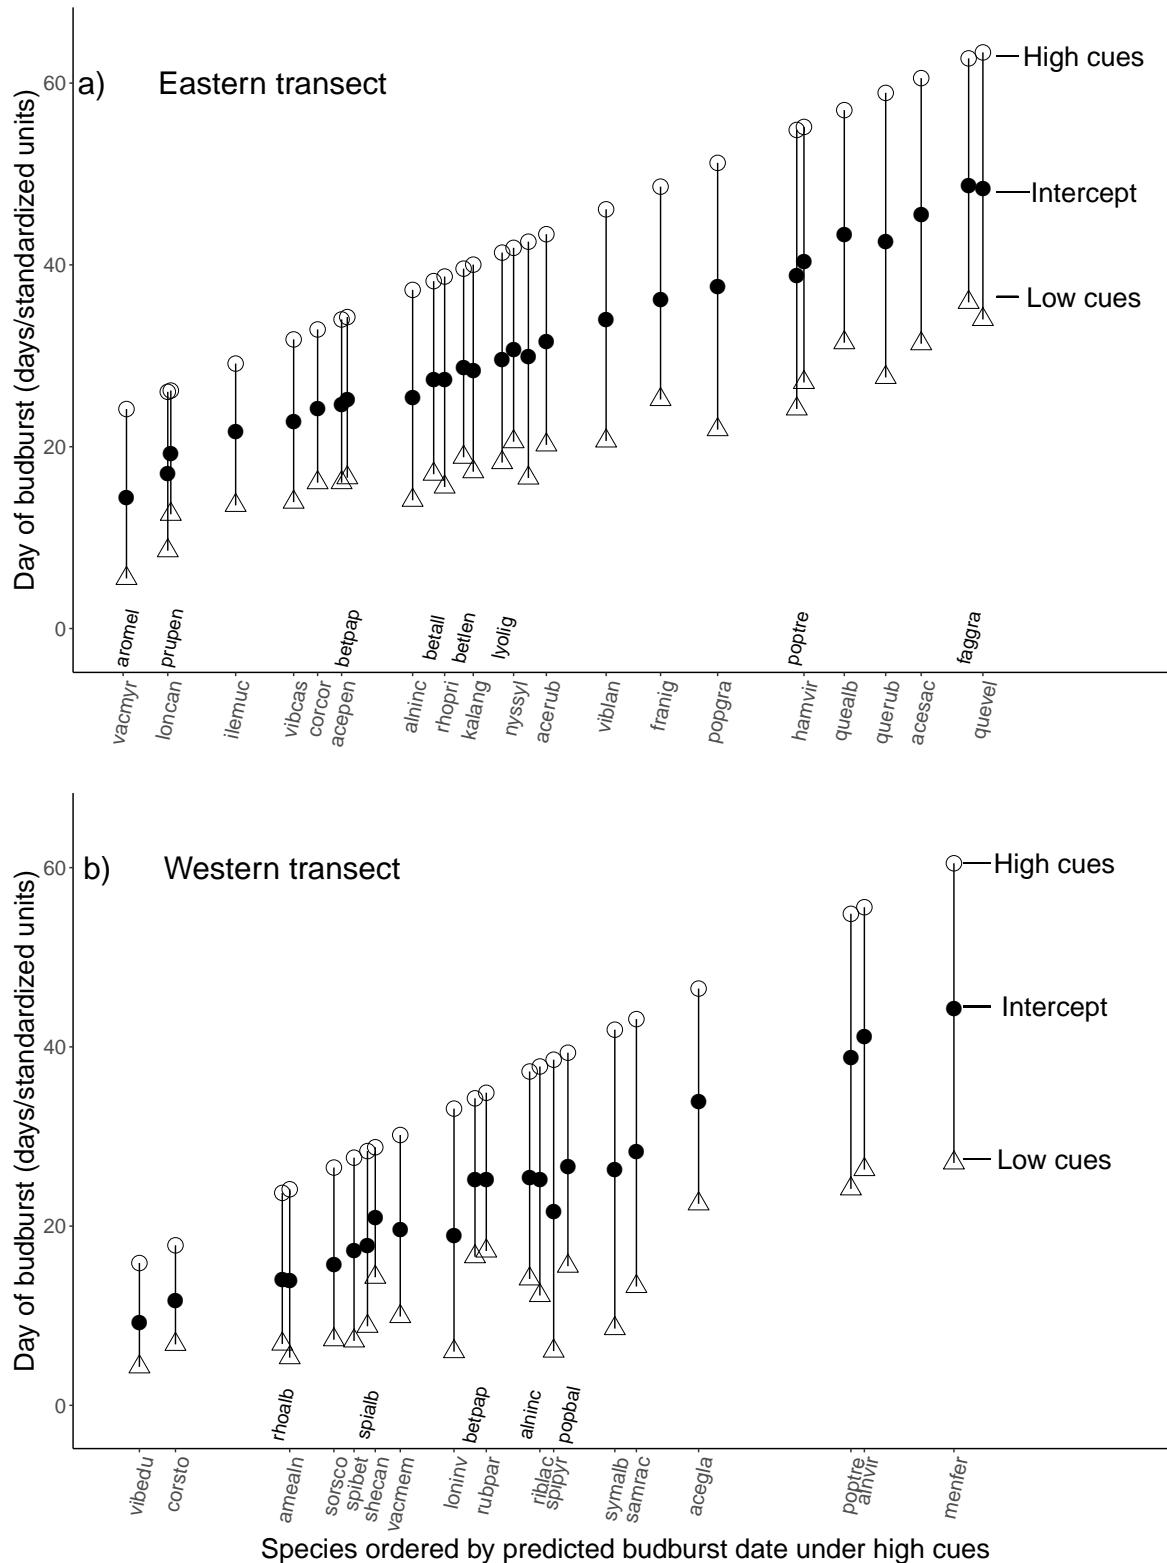 a) Eastern transect
High cues
Intercept
Low cues
Day of budburst (days/standardized units)
60
40
20
0
aromel prupen betpap betall betlen lyolig poptre faggra
vacmyr loncan ilemuc vibcas corcor acepen alninc rhopri kalang nyssyl acerub viblan franig popgra hamvir quealb querub acesac quevel
b) Western transect
High cues
Intercept
Low cues
Day of budburst (days/standardized units)
60
40
20
0
rhoalb spialb betpap alninc popbal
vibedu corsto amealn sorsco spibet shecan vacmem loninv rubpar riblac spipyr symalb samrac acegla poptre alnvir menfer
Species ordered by predicted budburst date under high cues